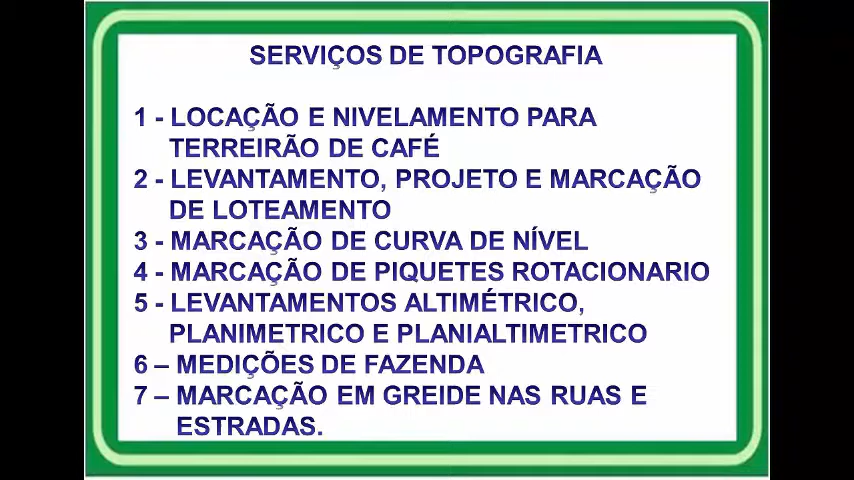 SERVIÇOS DE TOPOGRAFIA
1 - LOCAÇÃO E NIVELAMENTO PARA
TERREIRÃO DE CAFÉ
2 - LEVANTAMENTO, PROJETO E MARCAÇÃO
DE LOTEAMENTO
3 - MARCAÇÃO DE CURVA DE NÍVEL
4 - MARCAÇÃO DE PIQUETES ROTACIONARIO
5 - LEVANTAMENTOS ALTIMÉTRICO,
PLANIMETRICO E PLANIALTIMETRICO
6 – MEDIÇÕES DE FAZENDA
7 – MARCAÇÃO EM GREIDE NAS RUAS E
ESTRADAS.